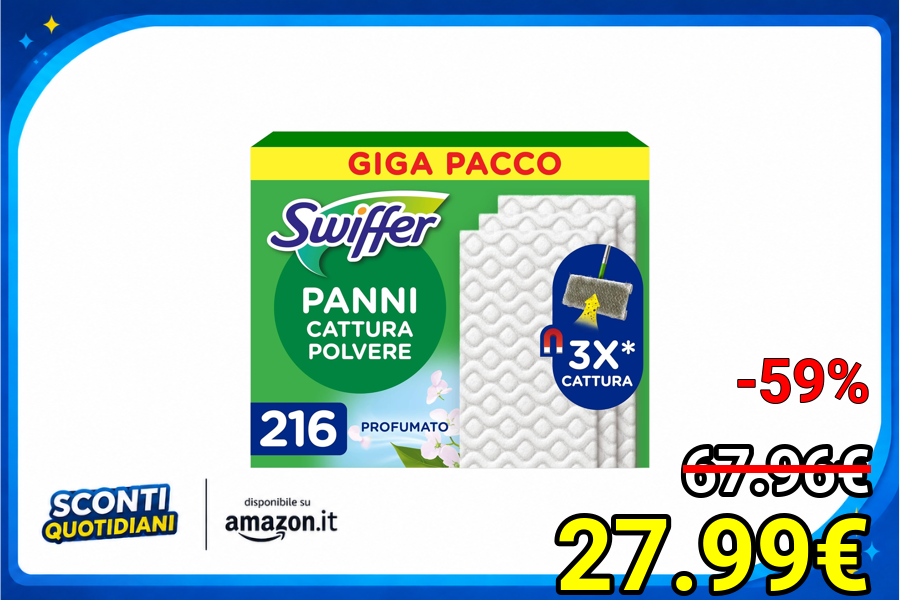 GIGA PACCO
Swiffer
PANNI
CATTURA
POLVERE
3X*
CATTURA
216
PROFUMATO
-59%
67.96€
27.99€
SCONTI
QUOTIDIANI
disponibile su
amazon.it